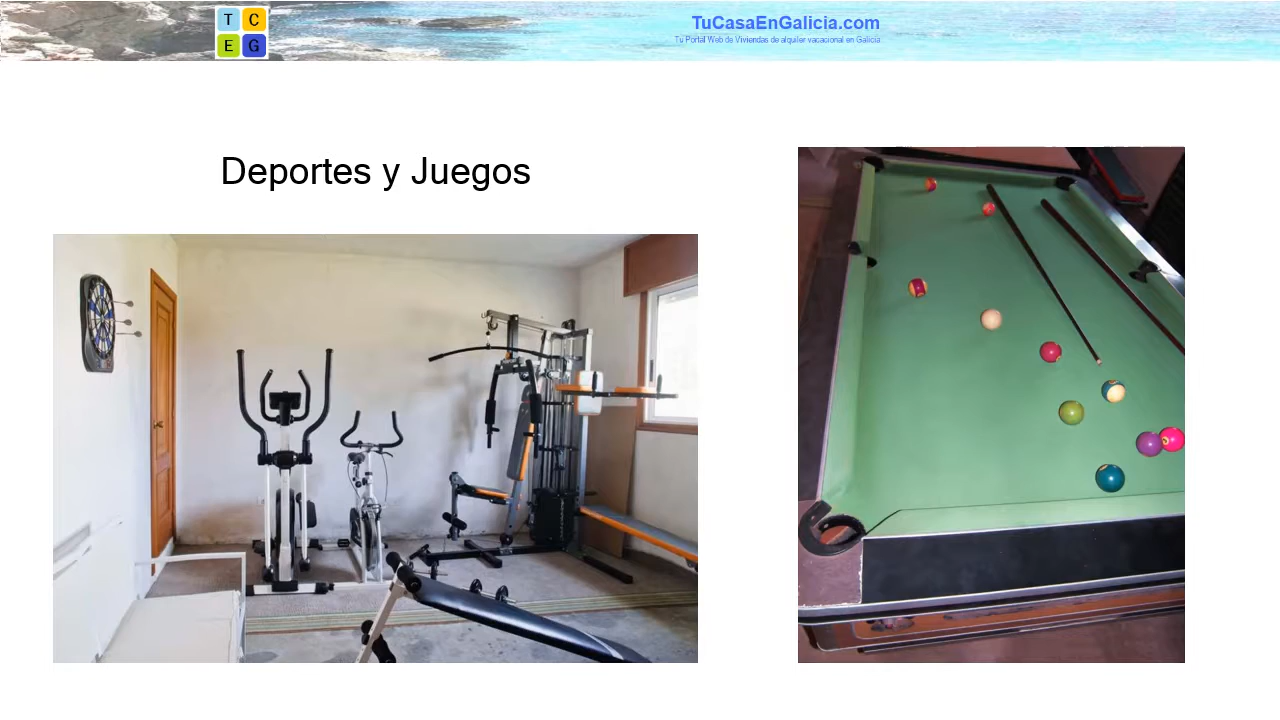 T C
E G
TuCasaEnGalicia.com
Tu Portal Web de Viviendas de alquiler vacacional en Galicia
Deportes y Juegos